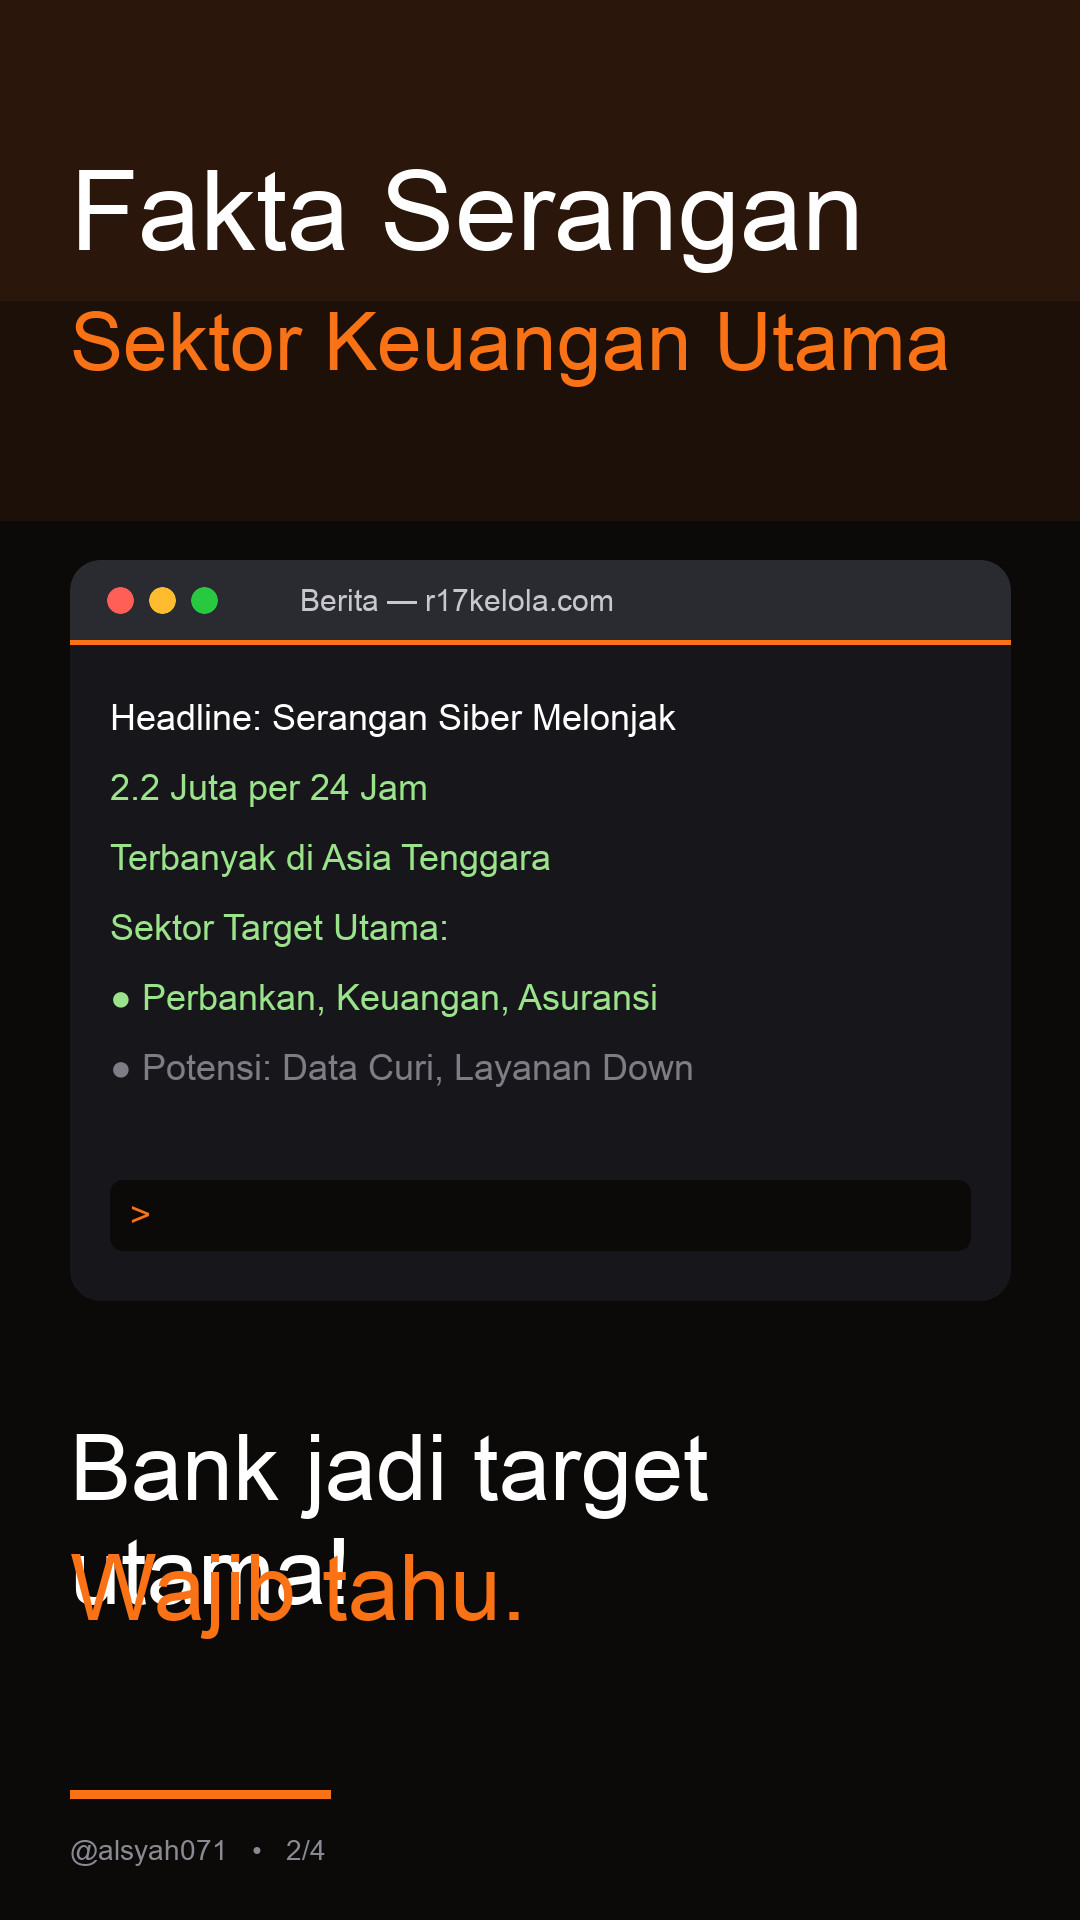 Fakta Serangan
Sektor Keuangan Utama
Berita — r17kelola.com
Headline: Serangan Siber Melonjak
2.2 Juta per 24 Jam
Terbanyak di Asia Tenggara
Sektor Target Utama:
● Perbankan, Keuangan, Asuransi
● Potensi: Data Curi, Layanan Down
>
Bank jadi target
utama!
Wajib tahu.
@alsyah071 • 2/4